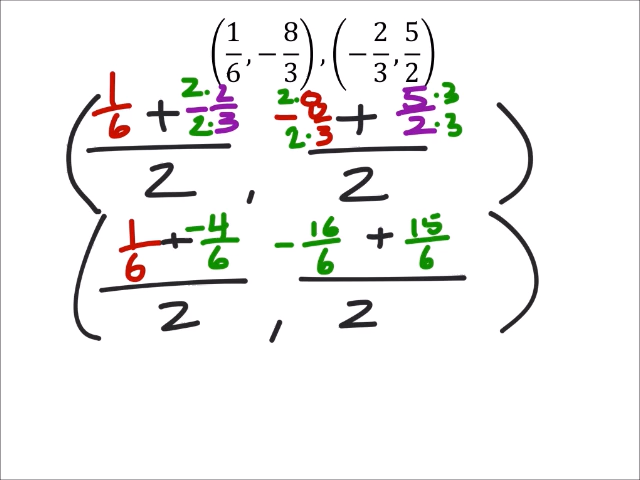 (1/6, −8/3), (−2/3, 5/2)
((1/6 + −(2·2)/(2·3))/2, (−(2·8)/(2·3) + (5·3)/(2·3))/2)
((1/6 + −4/6)/2, (−16/6 + 15/6)/2)